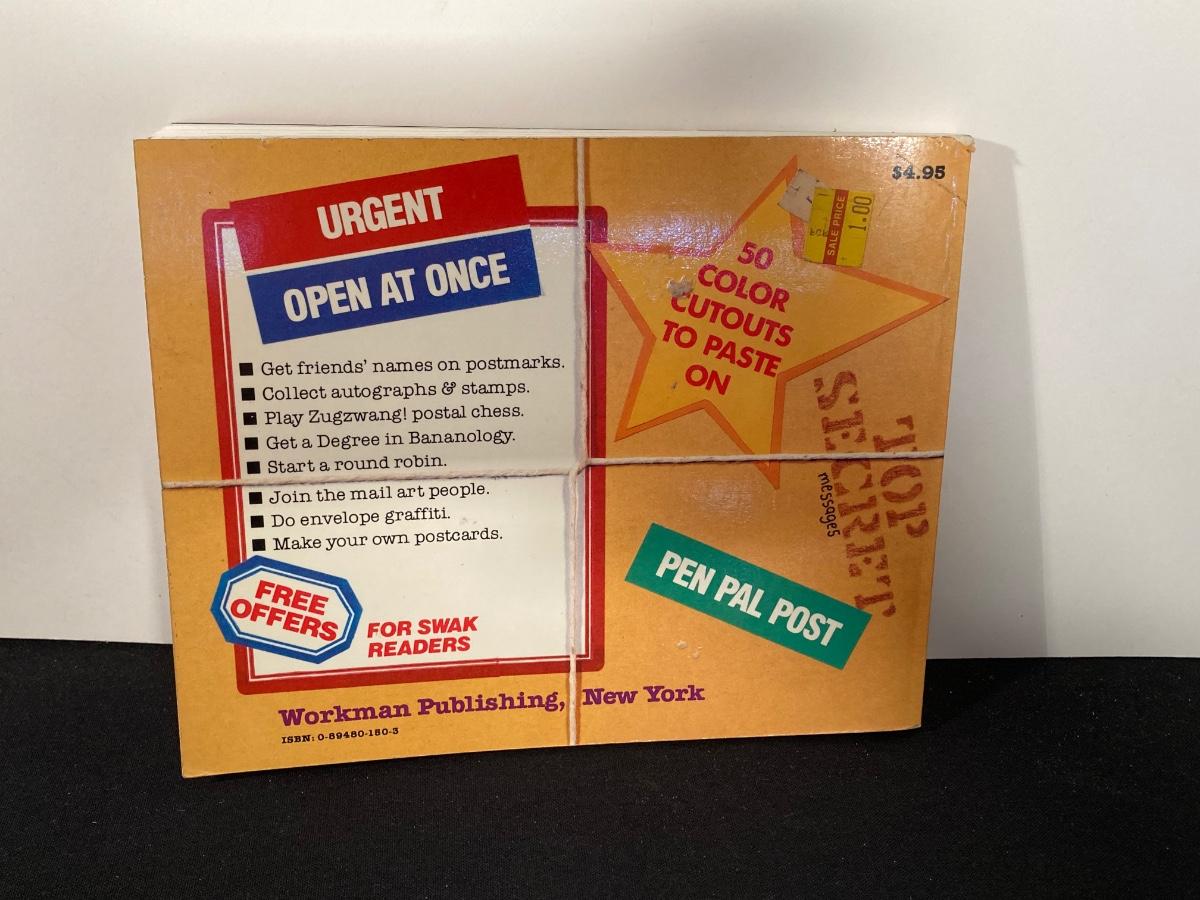 $4.95
URGENT
OPEN AT ONCE
■ Get friends' names on postmarks.
■ Collect autographs & stamps.
■ Play Zugzwang! postal chess.
■ Get a Degree in Bananology.
■ Start a round robin.
■ Join the mail art people.
■ Do envelope graffiti.
■ Make your own postcards.
FREE
OFFERS
FOR SWAK
READERS
SALE PRICE
1.00
50
COLOR
CUTOUTS
TO PASTE
ON
TOP
SECRET
messages
PEN PAL POST
Workman Publishing, New York
ISBN: 0-89480-150-3